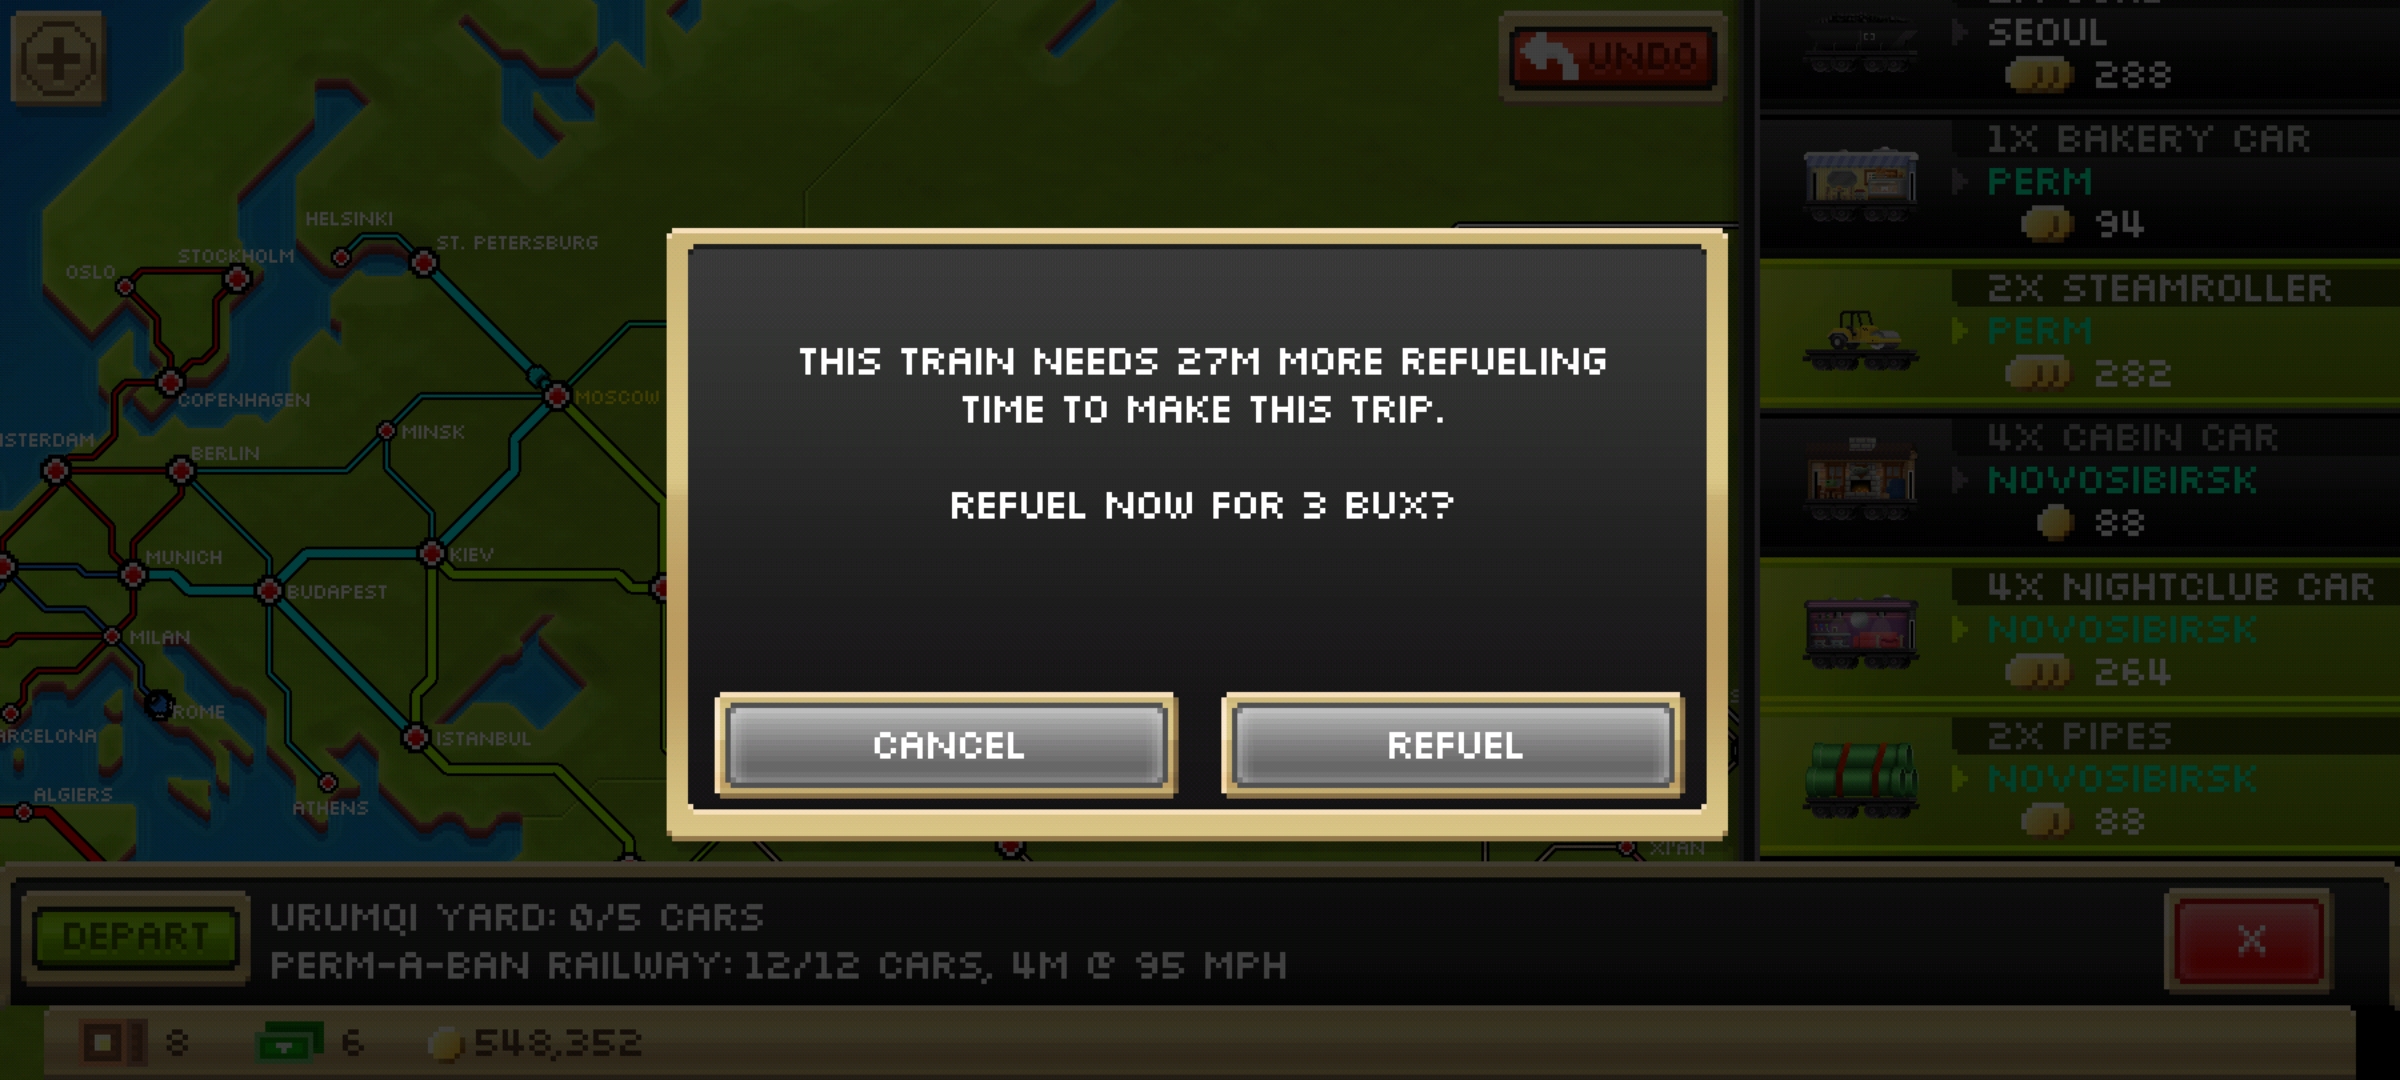 UNDO
SEOUL
288
1X BAKERY CAR
PERM
94
2X STEAMROLLER
PERM
282
4X CABIN CAR
NOVOSIBIRSK
88
4X NIGHTCLUB CAR
NOVOSIBIRSK
264
2X PIPES
NOVOSIBIRSK
88
HELSINKI
ST. PETERSBURG
STOCKHOLM
OSLO
COPENHAGEN
MOSCOW
MINSK
STERDAM
BERLIN
MUNICH
KIEV
BUDAPEST
MILAN
ROME
ARCELONA
ISTANBUL
ALGIERS
ATHENS
XI'AN
THIS TRAIN NEEDS 27M MORE REFUELING
TIME TO MAKE THIS TRIP.
REFUEL NOW FOR 3 BUX?
CANCEL
REFUEL
DEPART
URUMQI YARD: 0/5 CARS
PERM-A-BAN RAILWAY: 12/12 CARS, 4M @ 95 MPH
X
8
6
548,352